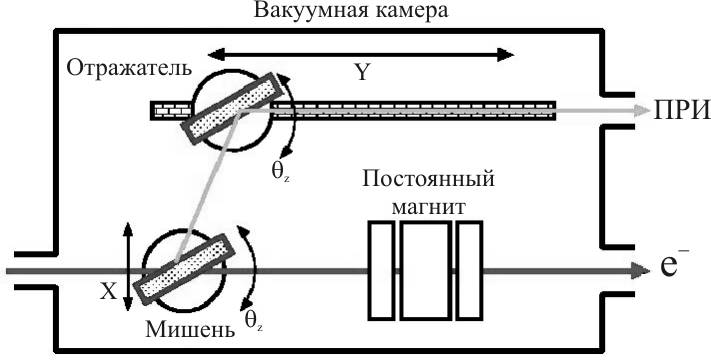 Вакуумная камера
Отражатель
Y
ПРИ
θz
Постоянный
магнит
X
e−
Мишень
θz